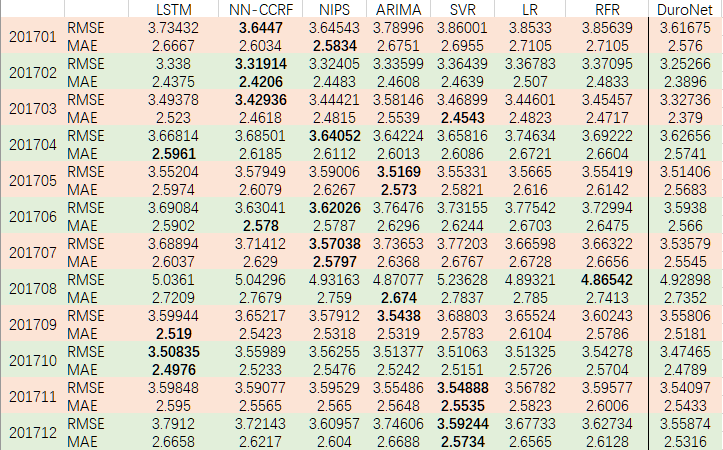 LSTM NN-CCRF NIPS ARIMA SVR LR RFR DuroNet
201701 RMSE 3.73432 3.6447 3.64543 3.78996 3.86001 3.8533 3.85639 3.61675
MAE 2.6667 2.6034 2.5834 2.6751 2.6955 2.7105 2.7105 2.576
201702 RMSE 3.338 3.31914 3.32405 3.33599 3.36439 3.36783 3.37095 3.25266
MAE 2.4375 2.4206 2.4483 2.4608 2.4639 2.507 2.4833 2.3896
201703 RMSE 3.49378 3.42936 3.44421 3.58146 3.46899 3.44601 3.45457 3.32736
MAE 2.523 2.4618 2.4815 2.5539 2.4543 2.4823 2.4717 2.379
201704 RMSE 3.66814 3.68501 3.64052 3.64224 3.65816 3.74634 3.69222 3.62656
MAE 2.5961 2.6185 2.6112 2.6013 2.6086 2.6721 2.6604 2.5741
201705 RMSE 3.55204 3.57949 3.59006 3.5169 3.55331 3.5665 3.55419 3.51406
MAE 2.5974 2.6079 2.6267 2.573 2.5821 2.616 2.6142 2.5683
201706 RMSE 3.69084 3.63041 3.62026 3.76476 3.73155 3.77542 3.72994 3.5938
MAE 2.5902 2.578 2.5787 2.6296 2.6244 2.6703 2.6475 2.566
201707 RMSE 3.68894 3.71412 3.57038 3.73653 3.77203 3.66598 3.66322 3.53579
MAE 2.6037 2.629 2.5797 2.6368 2.6767 2.6728 2.6656 2.5545
201708 RMSE 5.0361 5.04296 4.93163 4.87077 5.23628 4.89321 4.86542 4.92898
MAE 2.7209 2.7679 2.759 2.674 2.7837 2.785 2.7413 2.7352
201709 RMSE 3.59944 3.65217 3.57912 3.5438 3.68803 3.65524 3.60243 3.55806
MAE 2.519 2.5423 2.5318 2.5319 2.5783 2.6104 2.5786 2.5181
201710 RMSE 3.50835 3.55989 3.56255 3.51377 3.51063 3.51325 3.54278 3.47465
MAE 2.4976 2.5233 2.5476 2.5242 2.5151 2.5726 2.5704 2.4789
201711 RMSE 3.59848 3.59077 3.59529 3.55486 3.54888 3.56782 3.59577 3.54097
MAE 2.595 2.5565 2.565 2.5648 2.5535 2.5823 2.6006 2.5433
201712 RMSE 3.7912 3.72143 3.60957 3.74606 3.59244 3.67733 3.62734 3.55874
MAE 2.6658 2.6217 2.604 2.6688 2.5734 2.6565 2.6128 2.5316